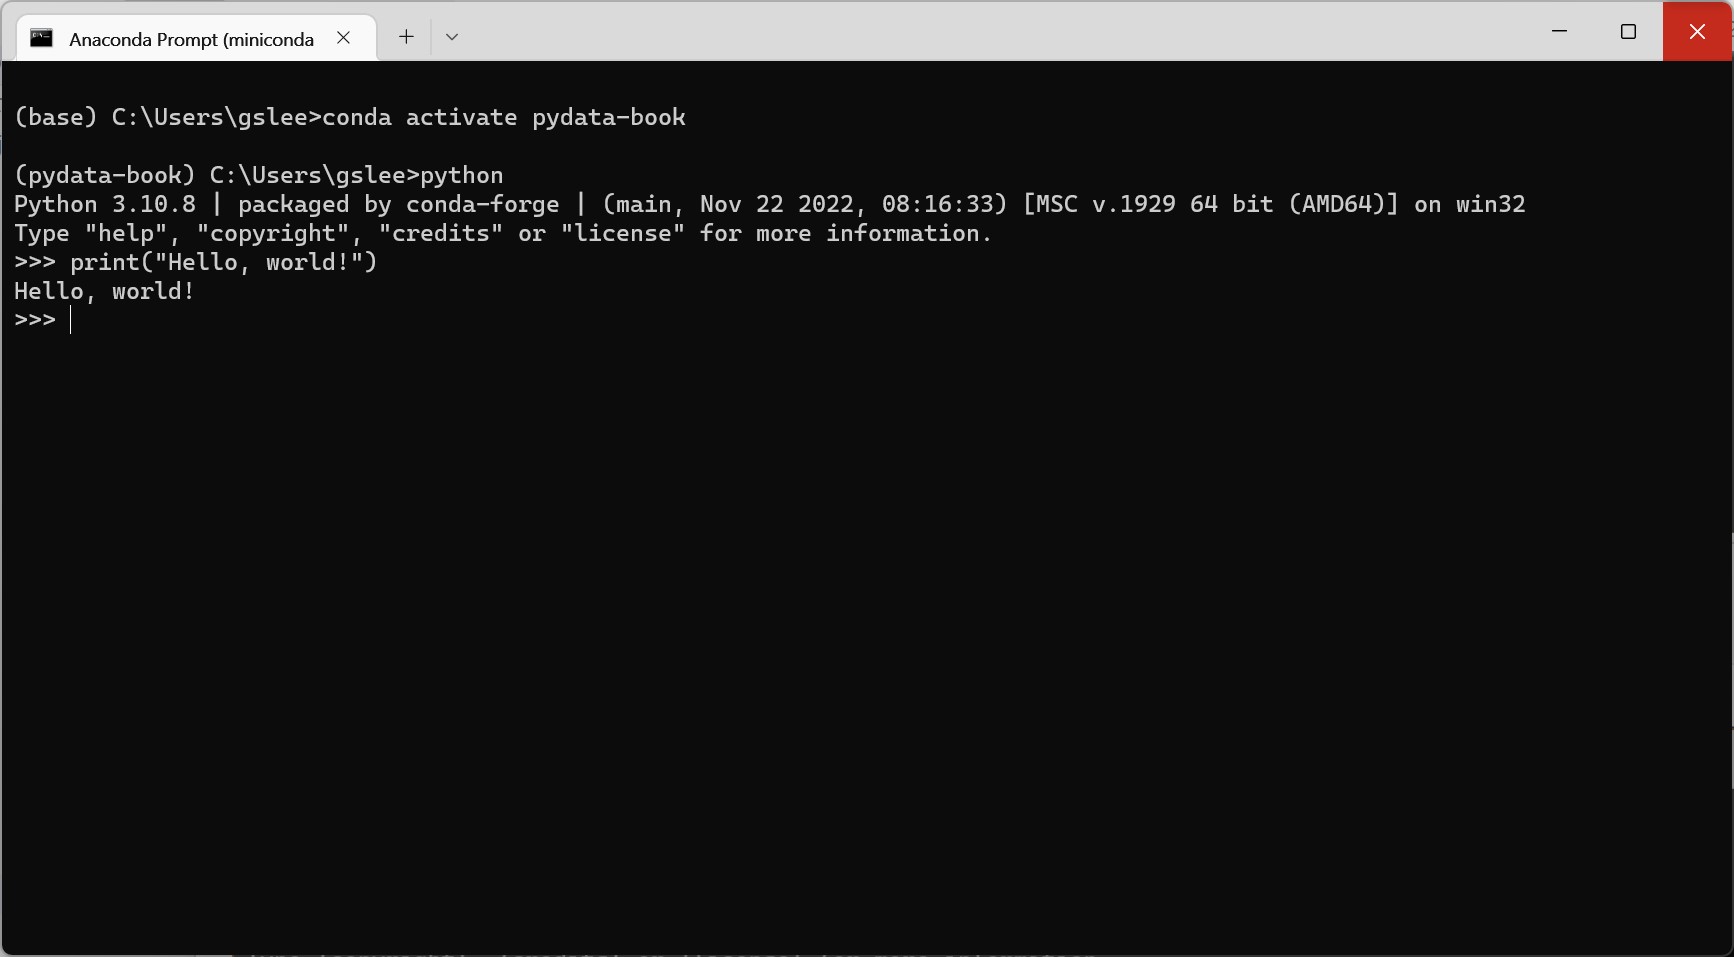 Anaconda Prompt (miniconda
(base) C:\Users\gslee>conda activate pydata-book
(pydata-book) C:\Users\gslee>python
Python 3.10.8 | packaged by conda-forge | (main, Nov 22 2022, 08:16:33) [MSC v.1929 64 bit (AMD64)] on win32
Type "help", "copyright", "credits" or "license" for more information.
>>> print("Hello, world!")
Hello, world!
>>>